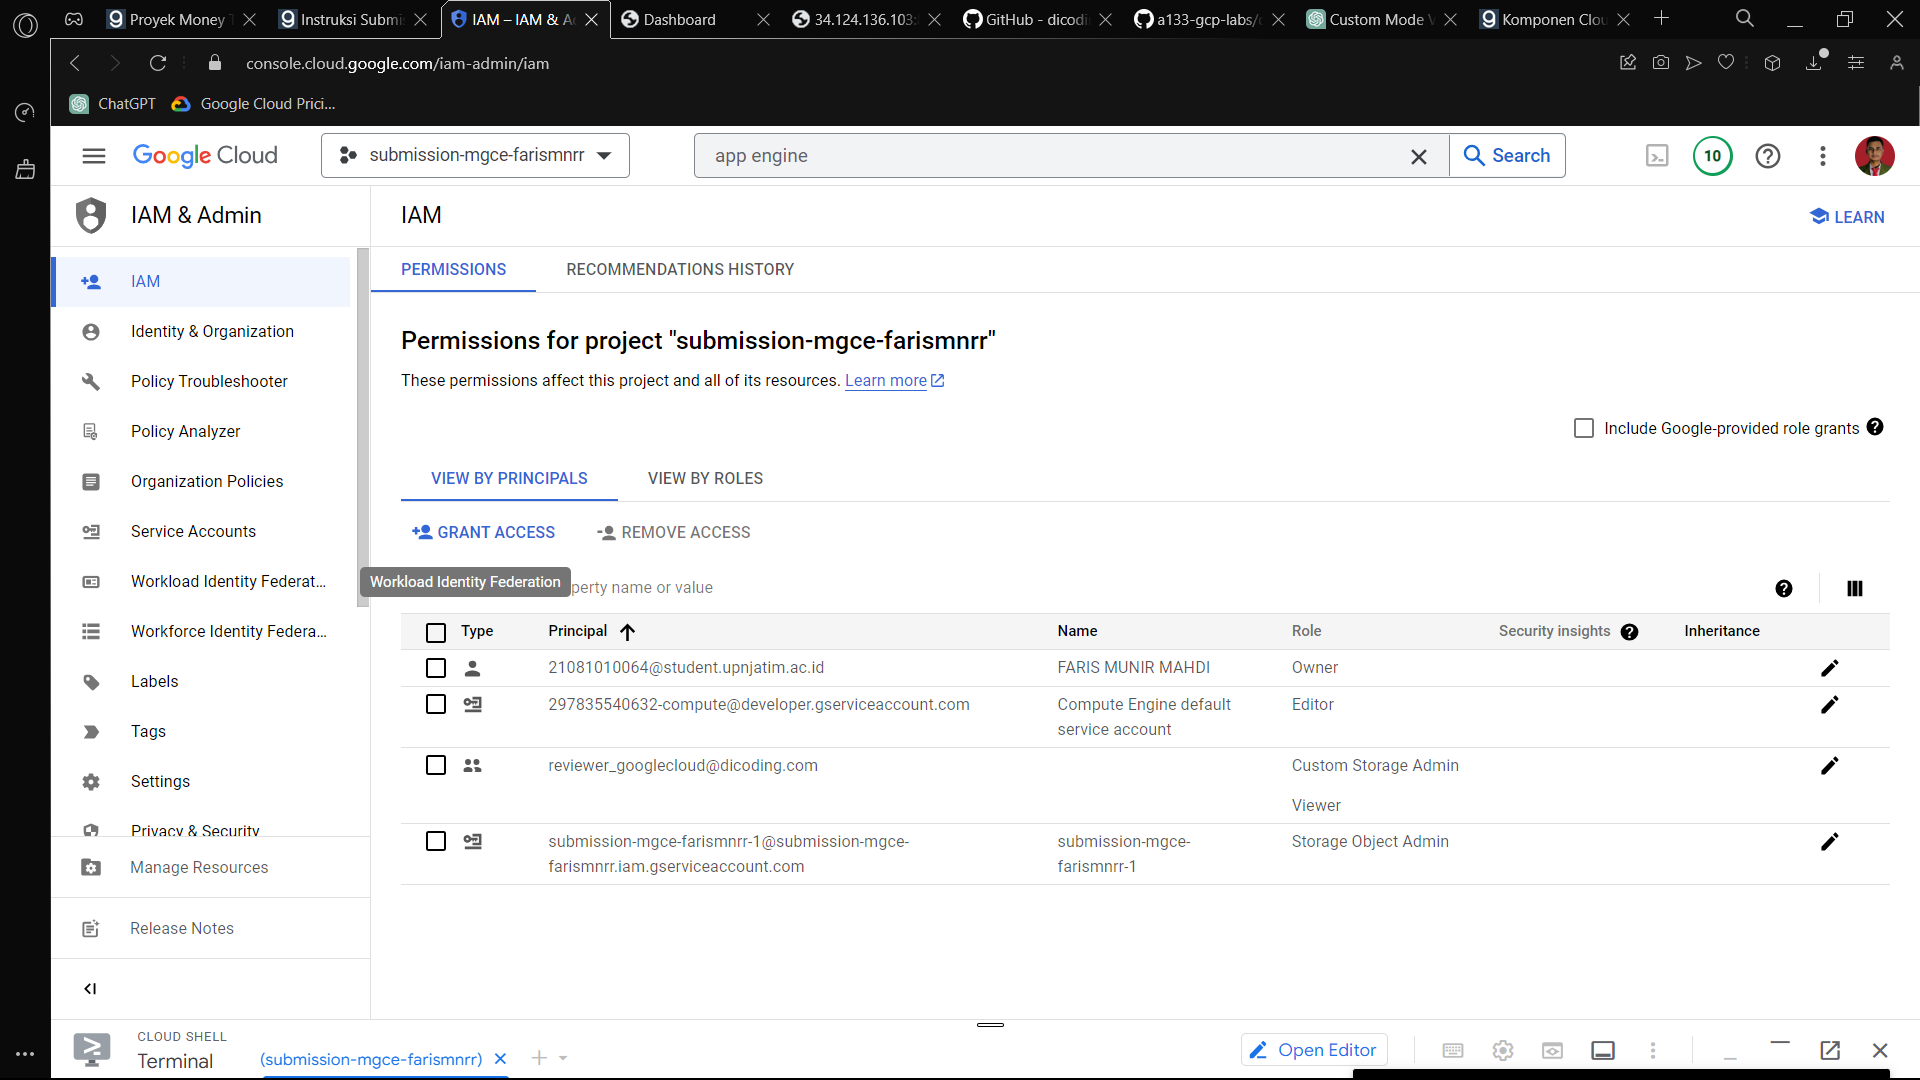 Proyek Money
Instruksi Submis
IAM – IAM & Ad
Dashboard
34.124.136.103:
GitHub - dicodi
a133-gcp-labs/
Custom Mode V
Komponen Clou
console.cloud.google.com/iam-admin/iam
ChatGPT
Google Cloud Prici...
Google Cloud
submission-mgce-farismnrr
app engine
Search
10
IAM & Admin
IAM
LEARN
IAM
Identity & Organization
Policy Troubleshooter
Policy Analyzer
Organization Policies
Service Accounts
Workload Identity Federat...
Workforce Identity Federa...
Labels
Tags
Settings
Privacy & Security
Manage Resources
Release Notes
PERMISSIONS
RECOMMENDATIONS HISTORY
Permissions for project "submission-mgce-farismnrr"
These permissions affect this project and all of its resources. Learn more
Include Google-provided role grants
VIEW BY PRINCIPALS
VIEW BY ROLES
GRANT ACCESS
REMOVE ACCESS
Workload Identity Federation
perty name or value
Type Principal Name Role Security insights Inheritance
21081010064@student.upnjatim.ac.id FARIS MUNIR MAHDI Owner
297835540632-compute@developer.gserviceaccount.com Compute Engine default Editor
service account
reviewer_googlecloud@dicoding.com Custom Storage Admin
Viewer
submission-mgce-farismnrr-1@submission-mgce- submission-mgce- Storage Object Admin
farismnrr.iam.gserviceaccount.com farismnrr-1
CLOUD SHELL
Terminal
(submission-mgce-farismnrr)
Open Editor